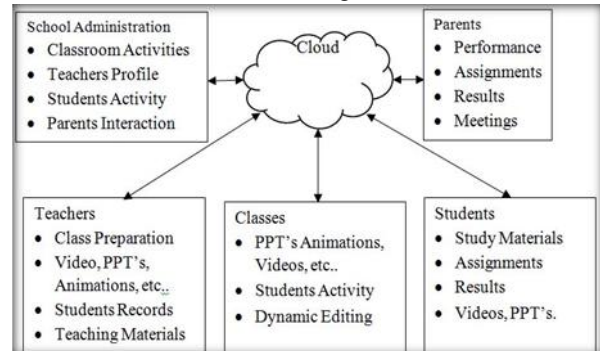 School Administration
• Classroom Activities
• Teachers Profile
• Students Activity
• Parents Interaction
Cloud
Parents
• Performance
• Assignments
• Results
• Meetings
Teachers
• Class Preparation
• Video, PPT's,
Animations, etc..
• Students Records
• Teaching Materials
Classes
• PPT's Animations,
Videos, etc..
• Students Activity
• Dynamic Editing
Students
• Study Materials
• Assignments
• Results
• Videos, PPT's.